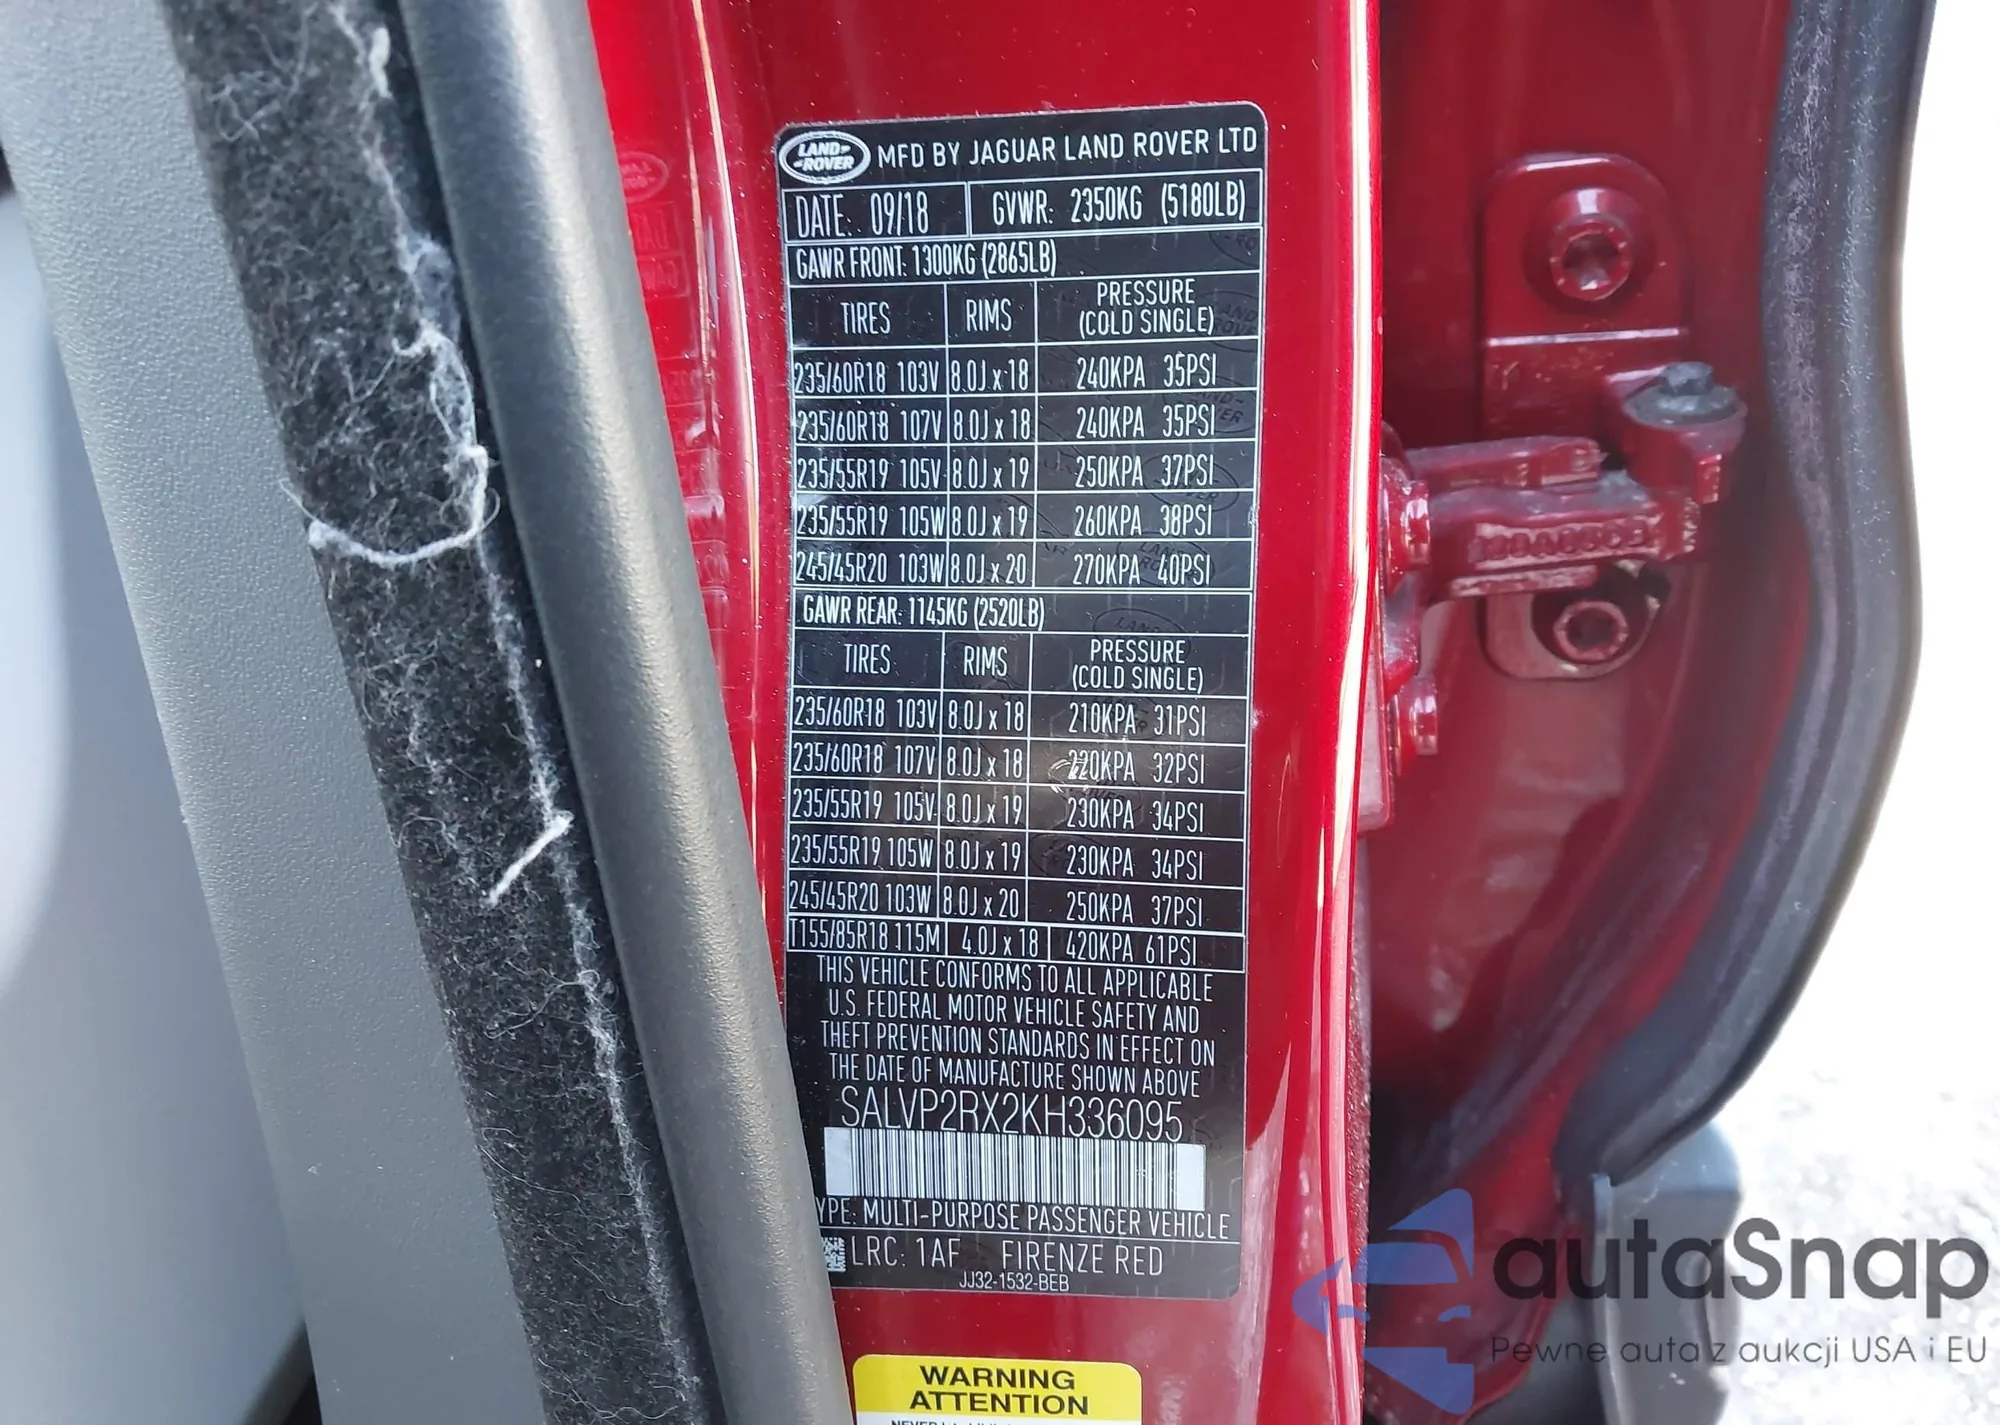 LAND-
-ROVER
MFD BY JAGUAR LAND ROVER LTD
DATE: 09/18 GVWR: 2350KG (5180LB)
GAWR FRONT: 1300KG (2865LB)
TIRES RIMS PRESSURE
(COLD SINGLE)
235/60R18 103V 8.0J x 18 240KPA 35PSI
235/60R18 107V 8.0J x 18 240KPA 35PSI
235/55R19 105V 8.0J x 19 250KPA 37PSI
235/55R19 105W 8.0J x 19 260KPA 38PSI
245/45R20 103W 8.0J x 20 270KPA 40PSI
GAWR REAR: 1145KG (2520LB)
TIRES RIMS PRESSURE
(COLD SINGLE)
235/60R18 103V 8.0J x 18 210KPA 31PSI
235/60R18 107V 8.0J x 18 220KPA 32PSI
235/55R19 105V 8.0J x 19 230KPA 34PSI
235/55R19 105W 8.0J x 19 230KPA 34PSI
245/45R20 103W 8.0J x 20 250KPA 37PSI
T155/85R18 115M 4.0J x 18 420KPA 61PSI
THIS VEHICLE CONFORMS TO ALL APPLICABLE
U.S. FEDERAL MOTOR VEHICLE SAFETY AND
THEFT PREVENTION STANDARDS IN EFFECT ON
THE DATE OF MANUFACTURE SHOWN ABOVE
SALVP2RX2KH336095
YPE: MULTI-PURPOSE PASSENGER VEHICLE
LRC: 1AF FIRENZE RED
JJ32-1532-BEB
WARNING
ATTENTION
autaSnap
Pewne auta z aukcji USA i EU